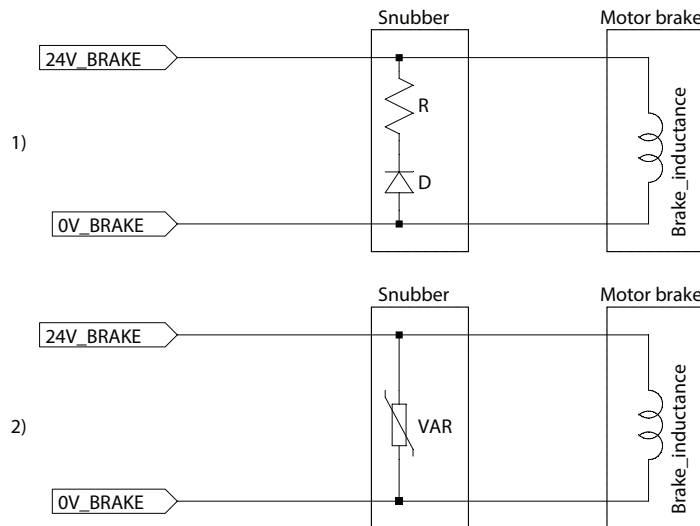 Snubber
Motor brake
24V_BRAKE
R
1)
D
Brake_inductance
0V_BRAKE
Snubber
Motor brake
24V_BRAKE
2)
VAR
Brake_inductance
0V_BRAKE